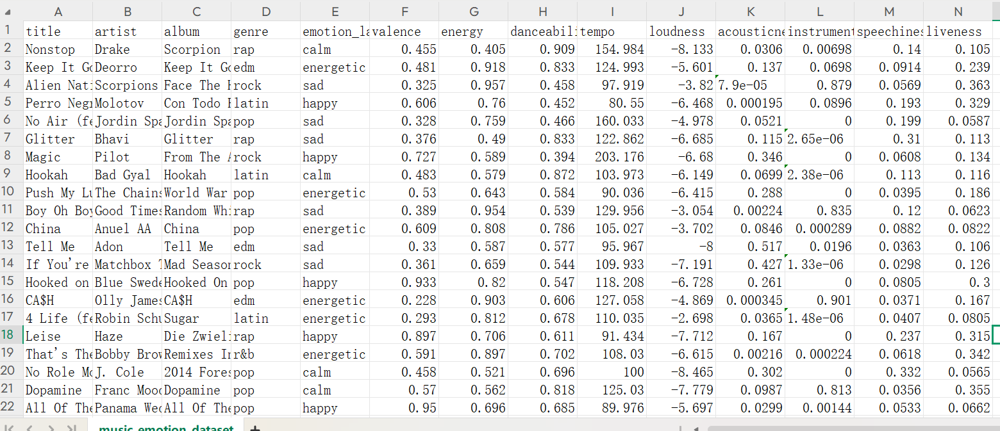 A B C D E F G H I J K L M N
1 title artist album genre emotion_la valence energy danceabili tempo loudness acousticne instrument speechines liveness
2 Nonstop Drake Scorpion rap calm 0.455 0.405 0.909 154.984 -8.133 0.0306 0.00698 0.14 0.105
3 Keep It Go Deorro Keep It Go edm energetic 0.481 0.918 0.833 124.993 -5.601 0.137 0.0698 0.0914 0.239
4 Alien Nati Scorpions Face The rock sad 0.325 0.957 0.458 97.919 -3.82 7.9e-05 0.879 0.0569 0.363
5 Perro Negr Molotov Con Todo latin happy 0.606 0.76 0.452 80.55 -6.468 0.000195 0.0896 0.193 0.329
6 No Air (fe Jordin Spa Jordin Spa pop sad 0.328 0.759 0.466 160.033 -4.978 0.0521 0 0.199 0.0587
7 Glitter Bhavi Glitter rap sad 0.376 0.49 0.833 122.862 -6.685 0.115 2.65e-06 0.31 0.113
8 Magic Pilot From The A rock happy 0.727 0.589 0.394 203.176 -6.68 0.346 0 0.0608 0.134
9 Hookah Bad Gyal Hookah latin calm 0.483 0.579 0.872 103.973 -6.149 0.0699 2.38e-06 0.113 0.116
10 Push My Lu The Chains World War pop energetic 0.53 0.643 0.584 90.036 -6.415 0.288 0 0.0395 0.186
11 Boy Oh Boy Good Times Random Whi rap sad 0.389 0.954 0.539 129.956 -3.054 0.00224 0.835 0.12 0.0623
12 China Anuel AA China pop energetic 0.609 0.808 0.786 105.027 -3.702 0.0846 0.000289 0.0882 0.0822
13 Tell Me Adon Tell Me edm sad 0.33 0.587 0.577 95.967 -8 0.517 0.0196 0.0363 0.106
14 If You're Matchbox Mad Season rock sad 0.361 0.659 0.544 109.933 -7.191 0.427 1.33e-06 0.0298 0.126
15 Hooked on Blue Swede Hooked On pop happy 0.933 0.82 0.547 118.208 -6.728 0.261 0 0.0805 0.3
16 CA$H Olly James CA$H edm energetic 0.228 0.903 0.606 127.058 -4.869 0.000345 0.901 0.0371 0.167
17 4 Life (fe Robin Schu Sugar latin energetic 0.293 0.812 0.678 110.035 -2.698 0.0365 1.48e-06 0.0407 0.0805
18 Leise Haze Die Zwieli rap happy 0.897 0.706 0.611 91.434 -7.712 0.167 0 0.237 0.315
19 That's The Bobby Brow Remixes In r&b energetic 0.591 0.897 0.702 108.03 -6.615 0.00216 0.000224 0.0618 0.342
20 No Role Mo J. Cole 2014 Fores pop calm 0.458 0.521 0.696 100 -8.465 0.302 0 0.332 0.0565
21 Dopamine Franc Mood Dopamine pop calm 0.57 0.562 0.818 125.03 -7.779 0.0987 0.813 0.0356 0.355
22 All Of The Panama Wed All Of The pop happy 0.95 0.696 0.685 89.976 -5.697 0.0299 0.00144 0.0533 0.0662
music_emotion_dataset